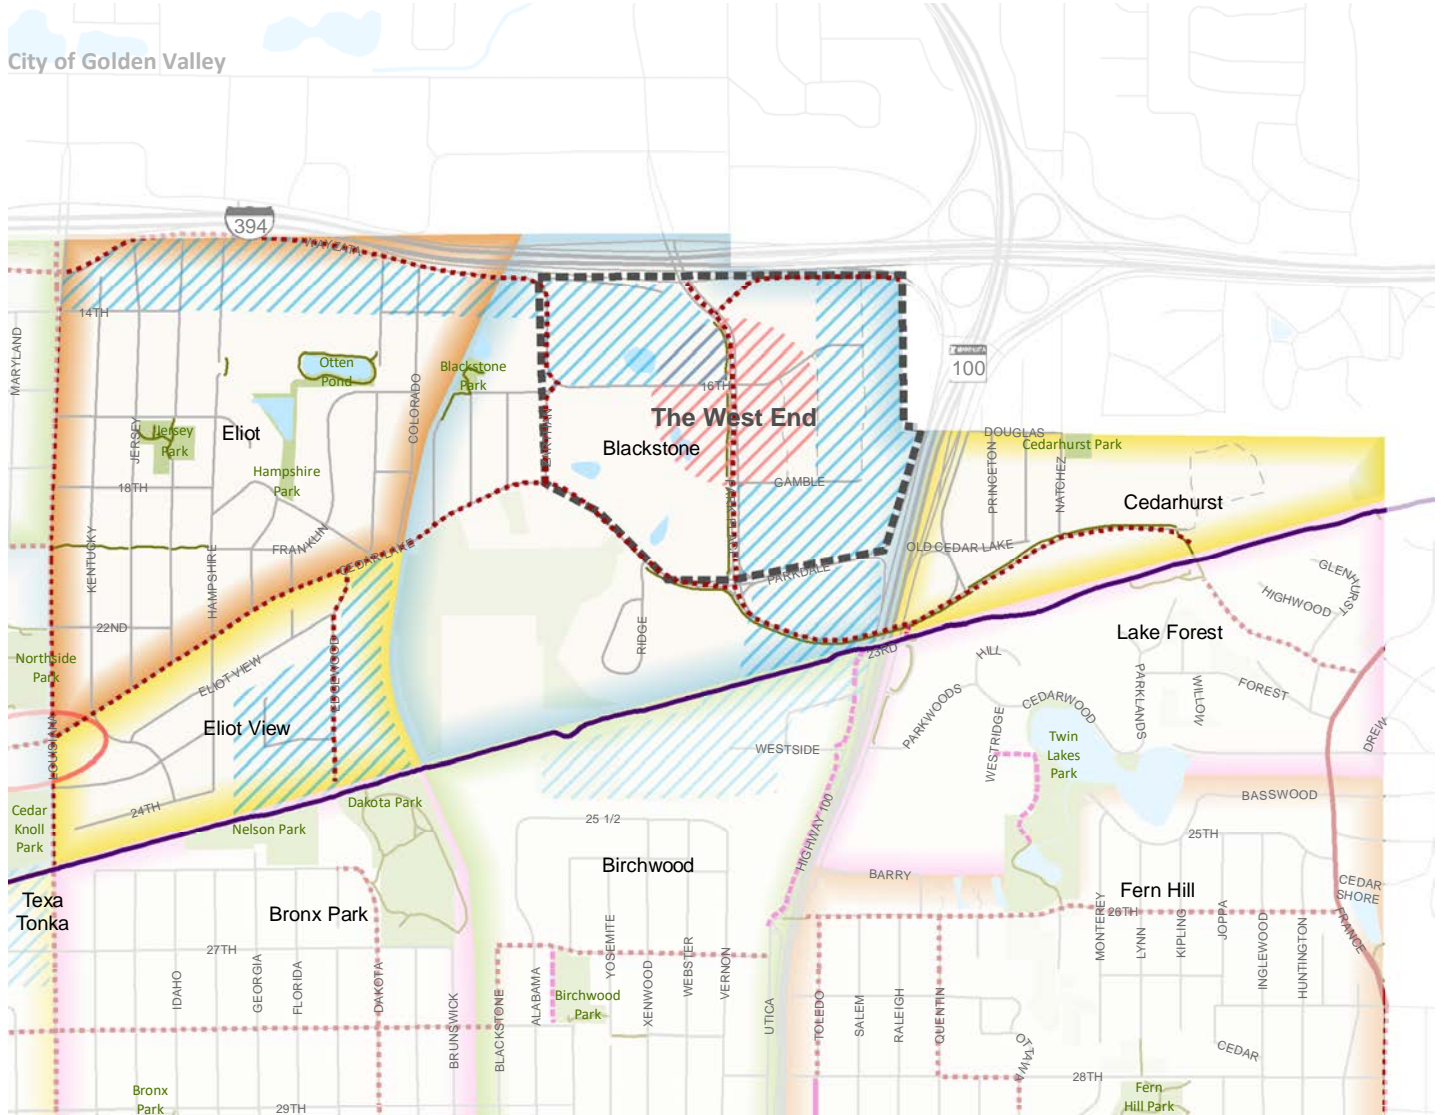 City of Golden Valley
394
WAYZATA
14TH
MARYLAND
Otten
Pond
Blackstone
Park
COLORADO
16TH
100
The West End
Blackstone
Jersey
Park
JERSEY
Eliot
Hampshire
Park
18TH
GAMBLE
DOUGLAS
Cedarhurst Park
PRINCETON
NATCHEZ
Cedarhurst
KENTUCKY
HAMPSHIRE
FRANKLIN
CEDAR LAKE
OLD CEDAR LAKE
PARKDALE
GLENHURST
HIGHWOOD
22ND
RIDGE
Lake Forest
Northside
Park
ELIOT VIEW
EDGEWOOD
23RD
HILL
PARKWOODS
CEDARWOOD
WESTRIDGE
PARKLANDS
WILLOW
FOREST
DREW
LOUISIANA
Eliot View
WESTSIDE
Twin
Lakes
Park
24TH
Dakota Park
Nelson Park
Cedar
Knoll
Park
25 1/2
HIGHWAY 100
BASSWOOD
25TH
Birchwood
BARRY
Fern Hill
CEDAR
SHORE
Texa
Tonka
Bronx Park
26TH
FRANCE
27TH
IDAHO
GEORGIA
FLORIDA
DAKOTA
BRUNSWICK
BLACKSTONE
ALABAMA
YOSEMITE
XENWOOD
WEBSTER
VERNON
UTICA
TOLEDO
SALEM
RALEIGH
QUENTIN
OTTAWA
MONTEREY
LYNN
KIPLING
JOPPA
INGLEWOOD
HUNTINGTON
Birchwood
Park
CEDAR
28TH
Fern
Hill Park
Bronx
Park
29TH